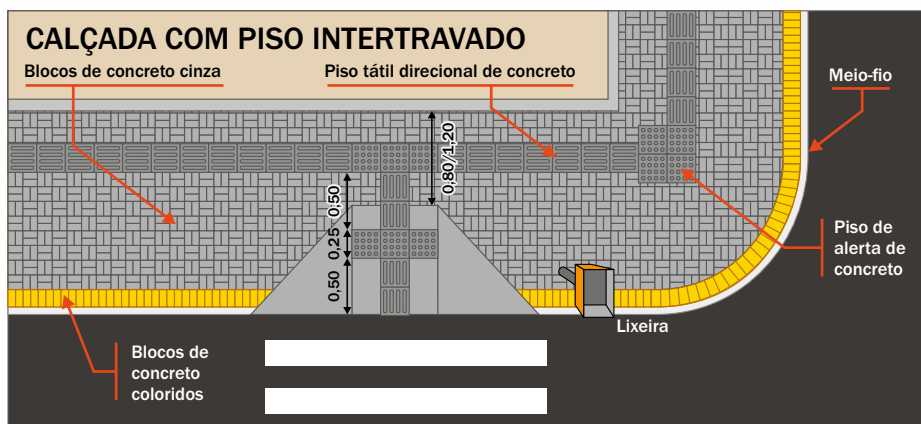 CALÇADA COM PISO INTERTRAVADO
Blocos de concreto cinza
Piso tátil direcional de concreto
Meio-fio
0,80/1,20
0,50
0,25
0,50
Piso de
alerta de
concreto
Lixeira
Blocos de
concreto
coloridos